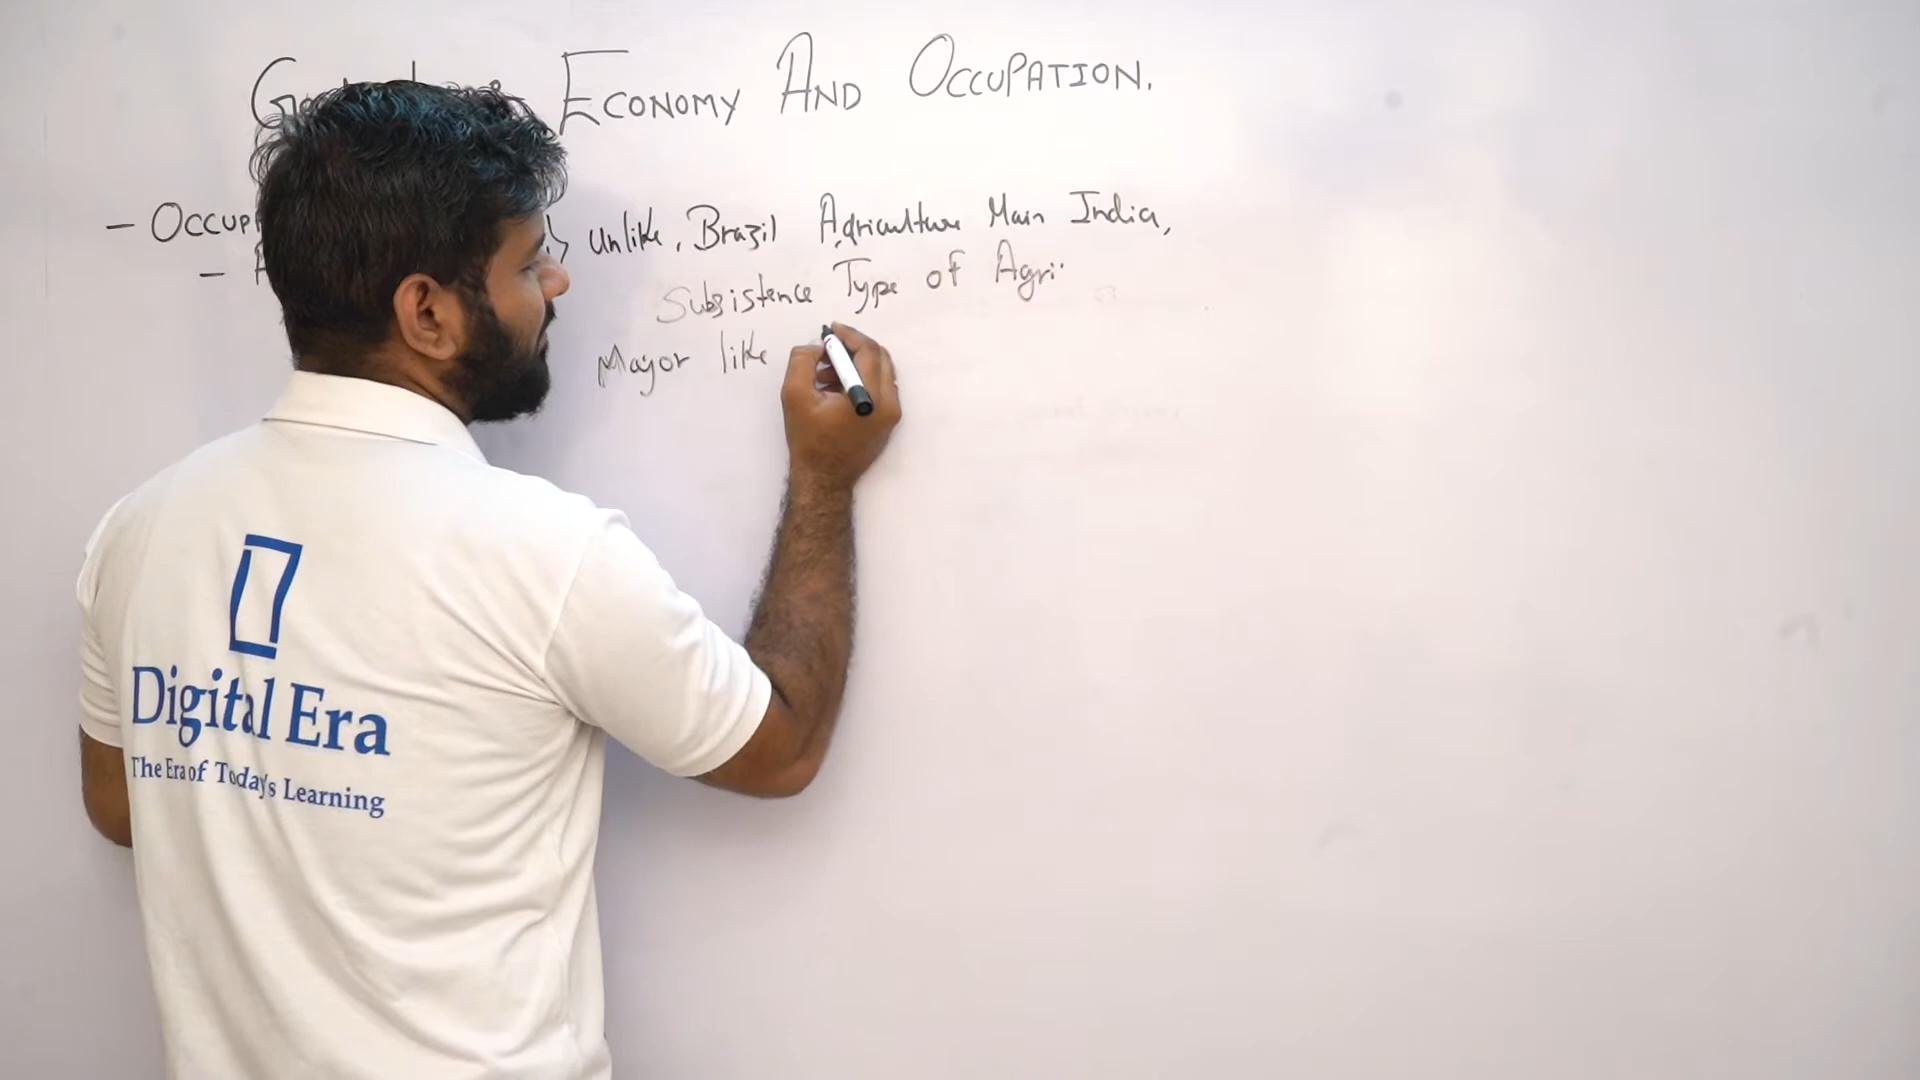 ECONOMY AND OCCUPATION.
- OCCUP
Unlike, Brazil Agriculture Main India,
-
Subsistence Type of Agri.
Major like
Digital Era
The Era of Today's Learning